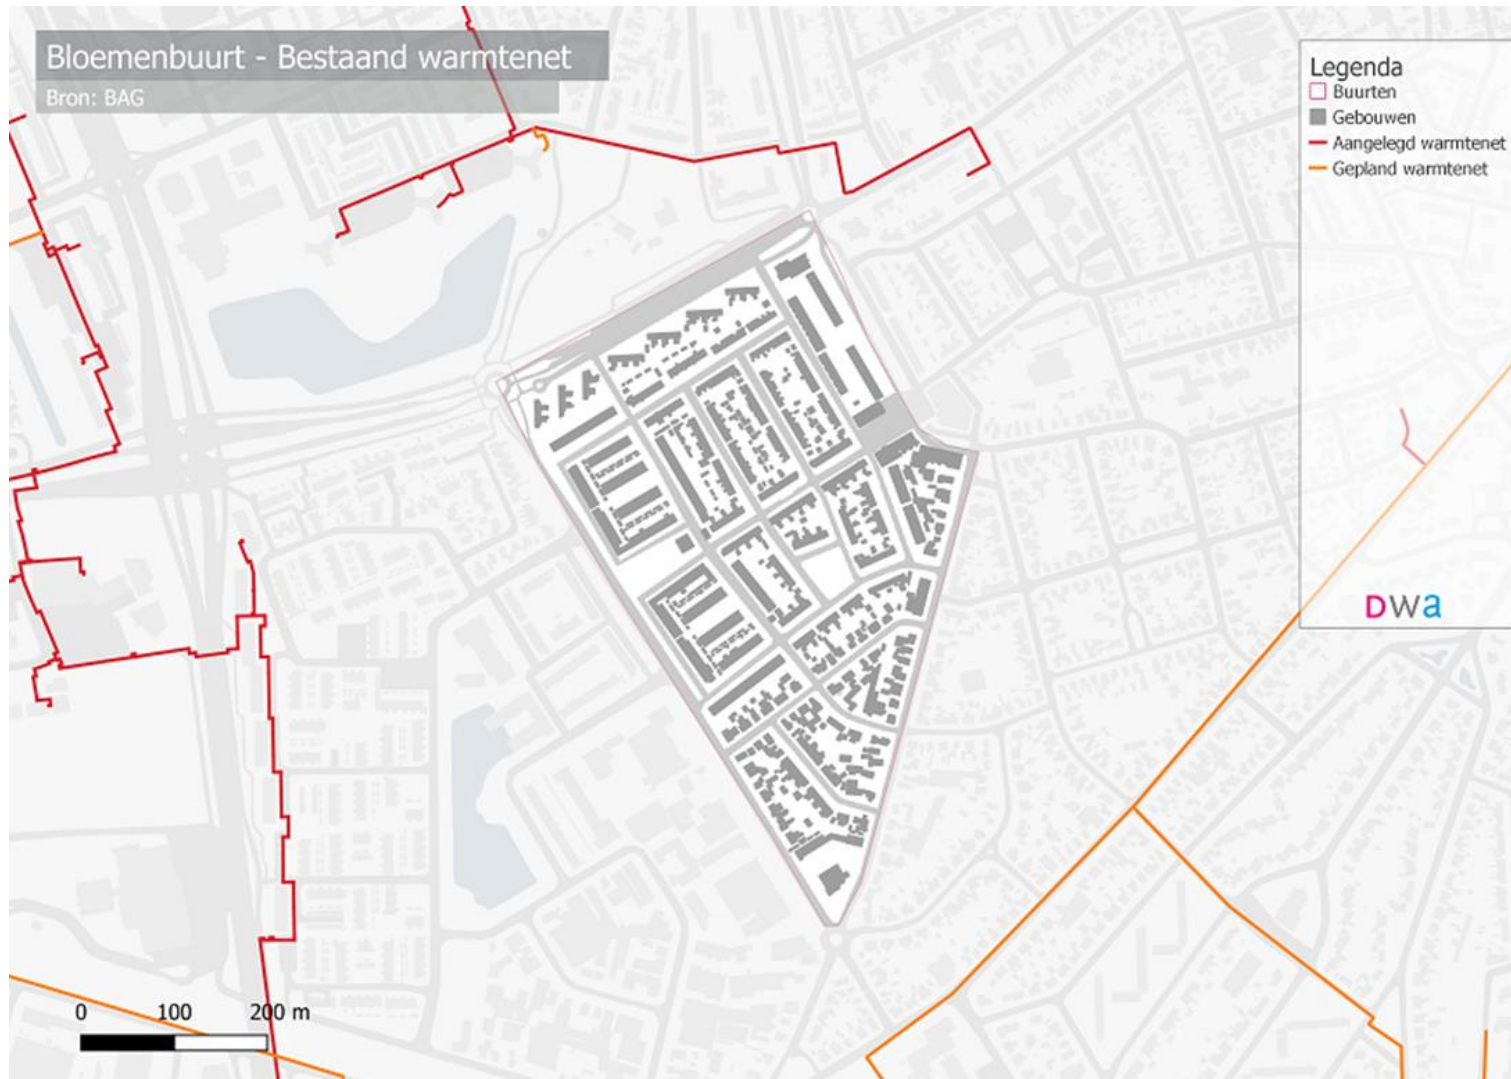 Bloemenbuurt - Bestaand warmtenet
Bron: BAG
Legenda
Buurten
Gebouwen
Aangelegd warmtenet
Gepland warmtenet
DWa
0 100 200 m